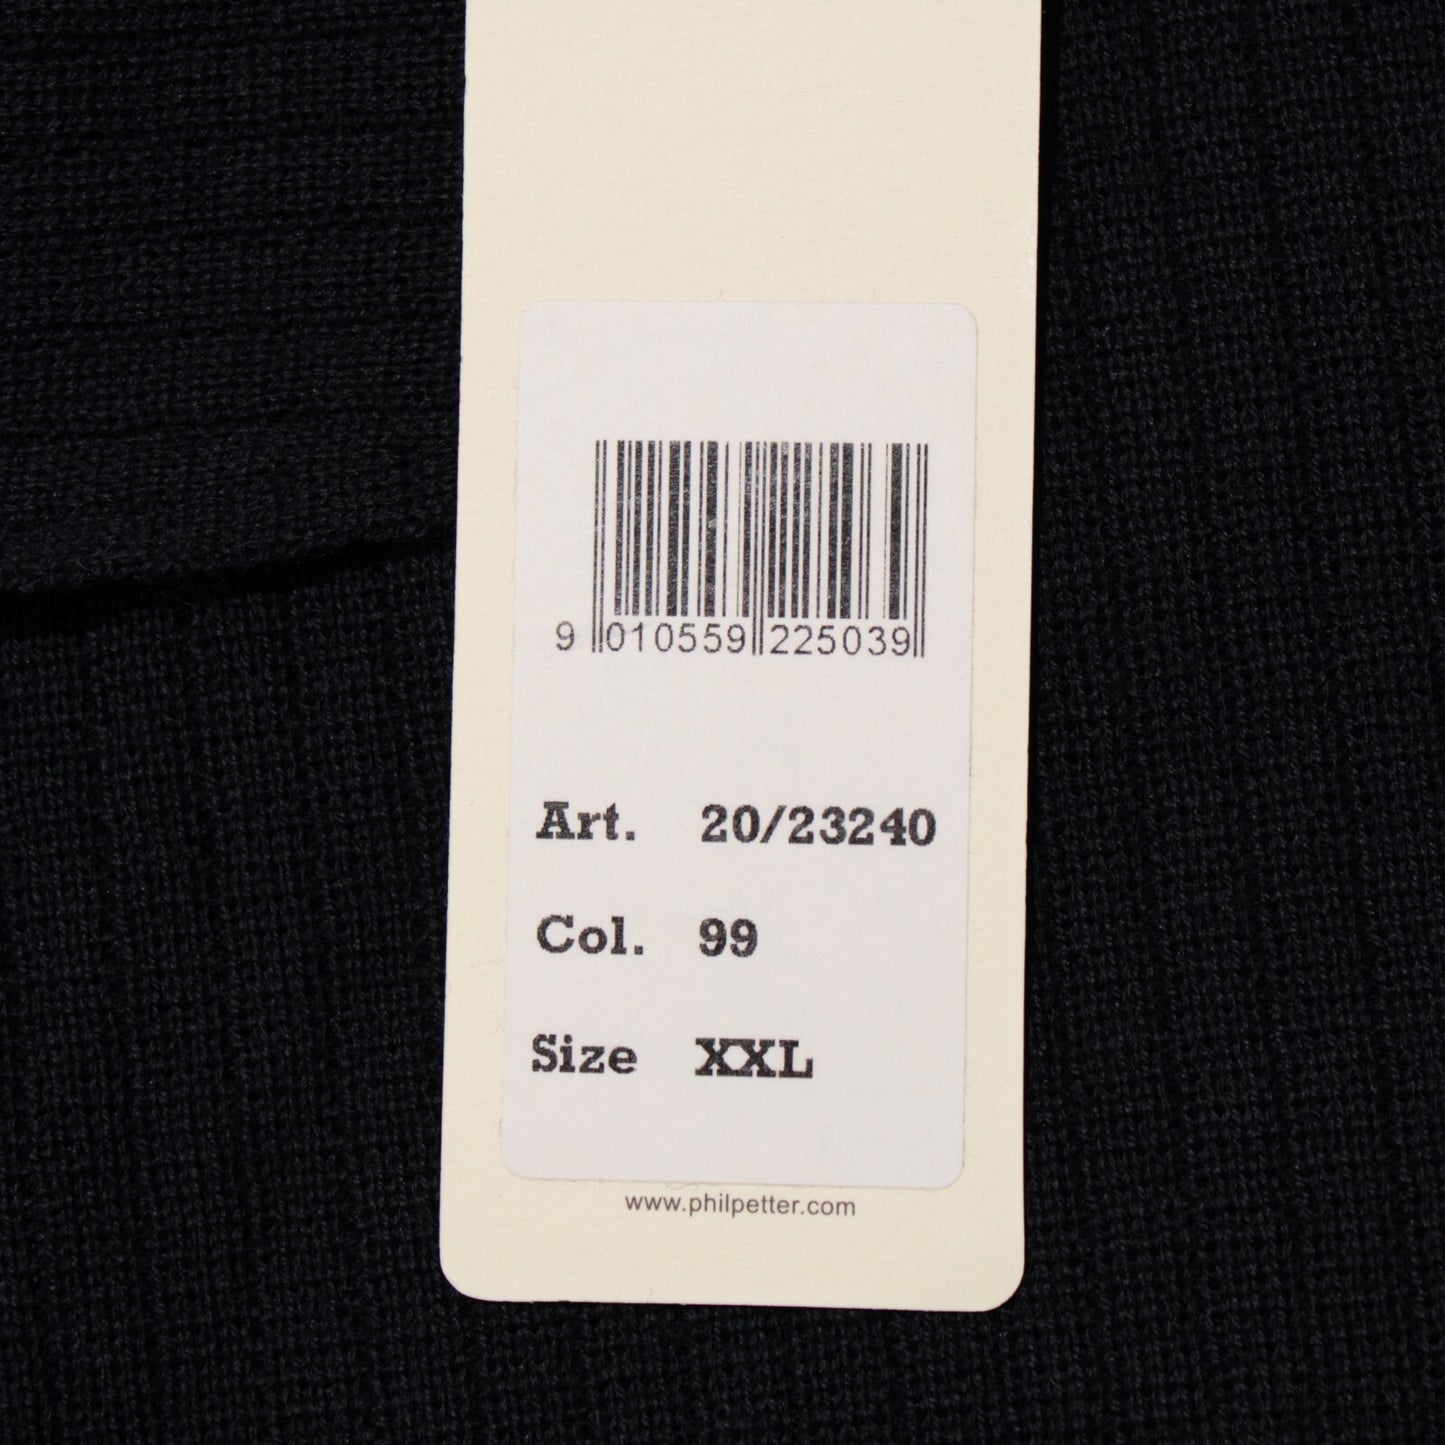 9 010559 225039
Art. 20/23240
Col. 99
Size XXL
www.philpetter.com